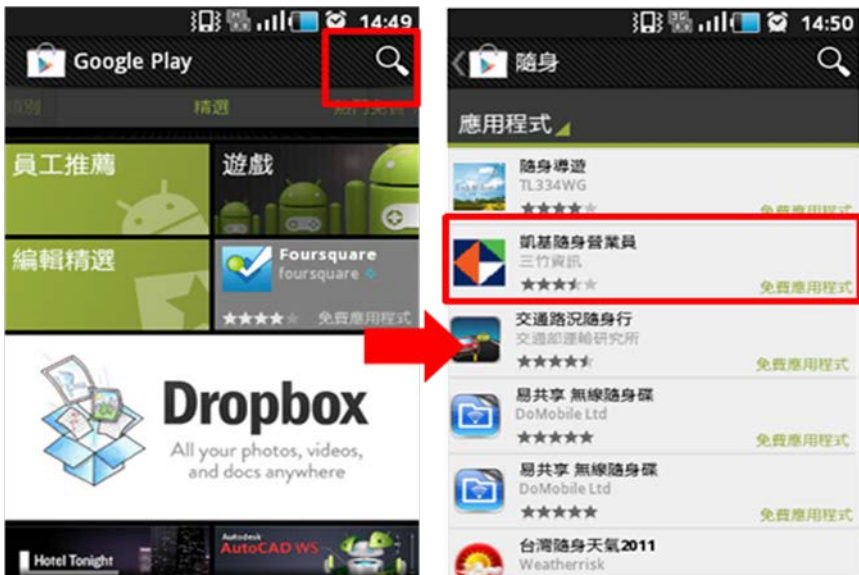 14:49
Google Play
精選
員工推薦
遊戲
編輯精選
Foursquare
foursquare
免費應用程式
Dropbox
All your photos, videos,
and docs anywhere
Hotel Tonight
Autodesk
AutoCAD WS
14:50
隨身
應用程式
隨身導遊
TL334WG
免費應用程式
凱基隨身營業員
三竹資訊
免費應用程式
交通路況隨身行
交通部運輸研究所
免費應用程式
易共享 無線隨身碟
DoMobile Ltd
免費應用程式
易共享 無線隨身碟
DoMobile Ltd
免費應用程式
台灣隨身天氣2011
Weatherrisk